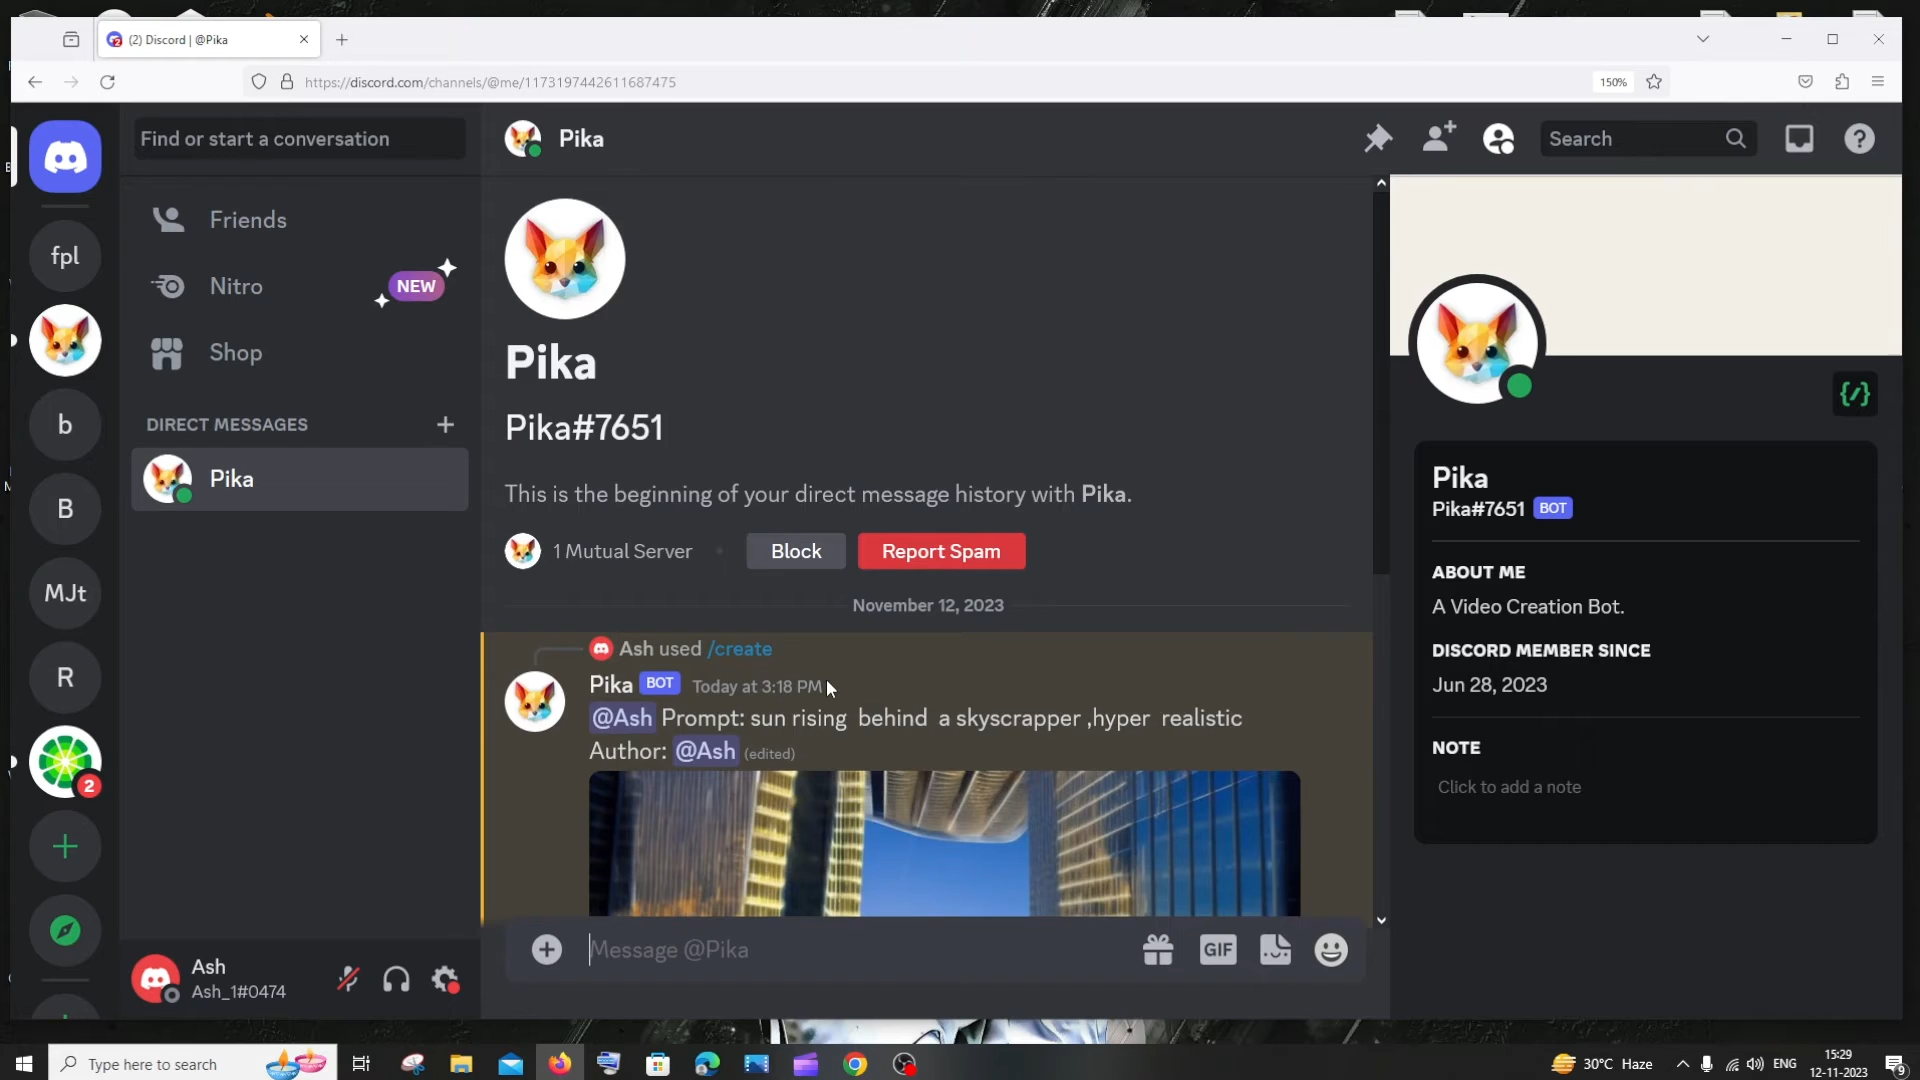 (2) Discord | @Pika
https://discord.com/channels/@me/1173197442611687475
150%
Find or start a conversation
Pika
Search
fpl
b
B
MJt
R
2
Friends
Nitro
NEW
Shop
DIRECT MESSAGES
Pika
Ash
Ash_1#0474
Pika
Pika#7651
This is the beginning of your direct message history with Pika.
1 Mutual Server
Block
Report Spam
November 12, 2023
Ash used /create
Pika BOT Today at 3:18 PM
@Ash Prompt: sun rising behind a skyscrapper ,hyper realistic
Author: @Ash (edited)
Message @Pika
GIF
Pika
Pika#7651 BOT
ABOUT ME
A Video Creation Bot.
DISCORD MEMBER SINCE
Jun 28, 2023
NOTE
Click to add a note
Type here to search
30°C Haze
ENG
15:29
12-11-2023
9